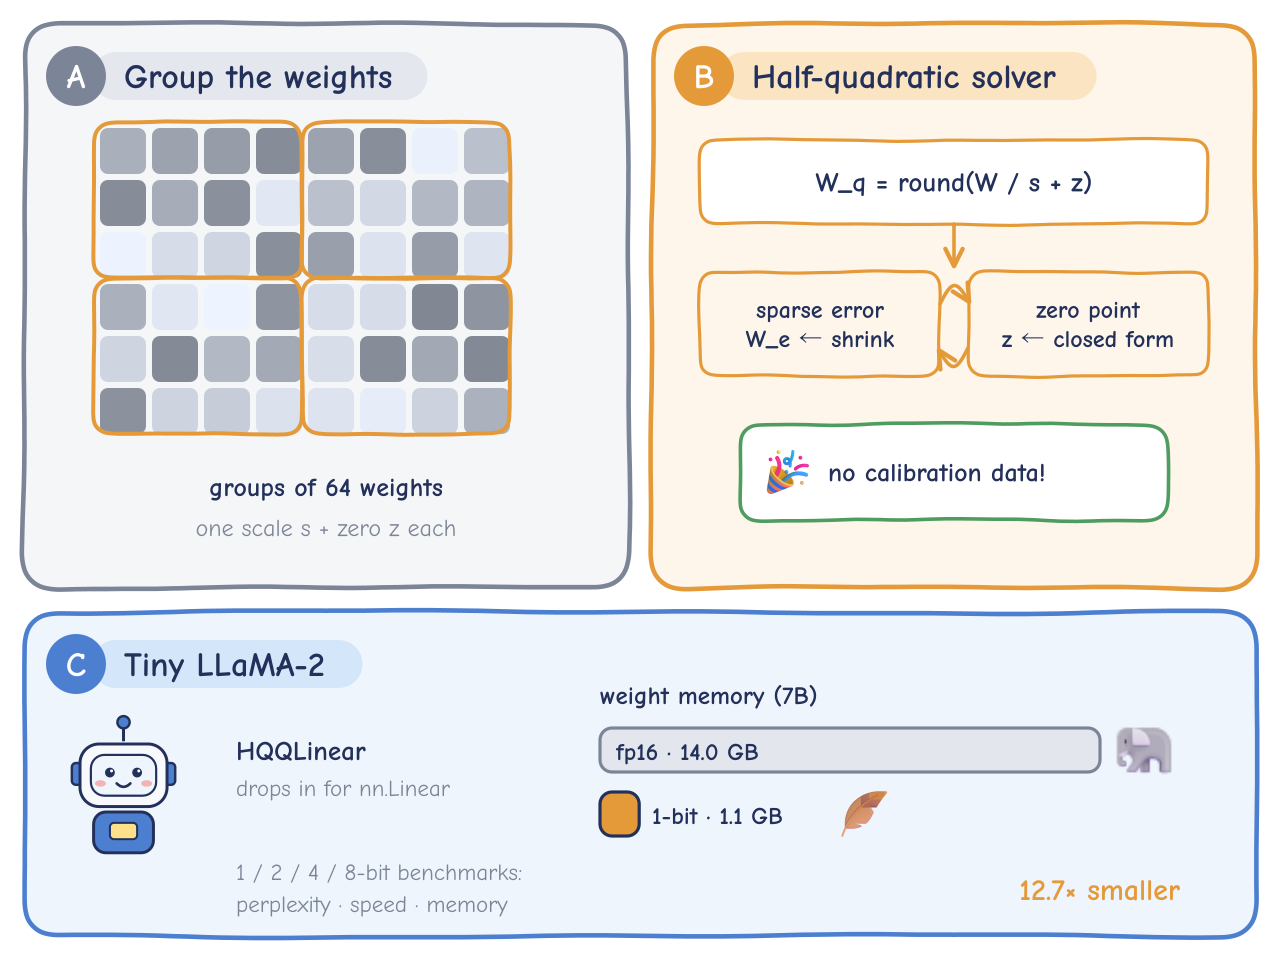 A
Group the weights
groups of 64 weights
one scale s + zero z each
B
Half-quadratic solver
W_q = round(W / s + z)
sparse error
W_e ← shrink
zero point
z ← closed form
no calibration data!
C
Tiny LLaMA-2
HQQLinear
drops in for nn.Linear
1 / 2 / 4 / 8-bit benchmarks:
perplexity · speed · memory
weight memory (7B)
fp16 · 14.0 GB
1-bit · 1.1 GB
12.7× smaller